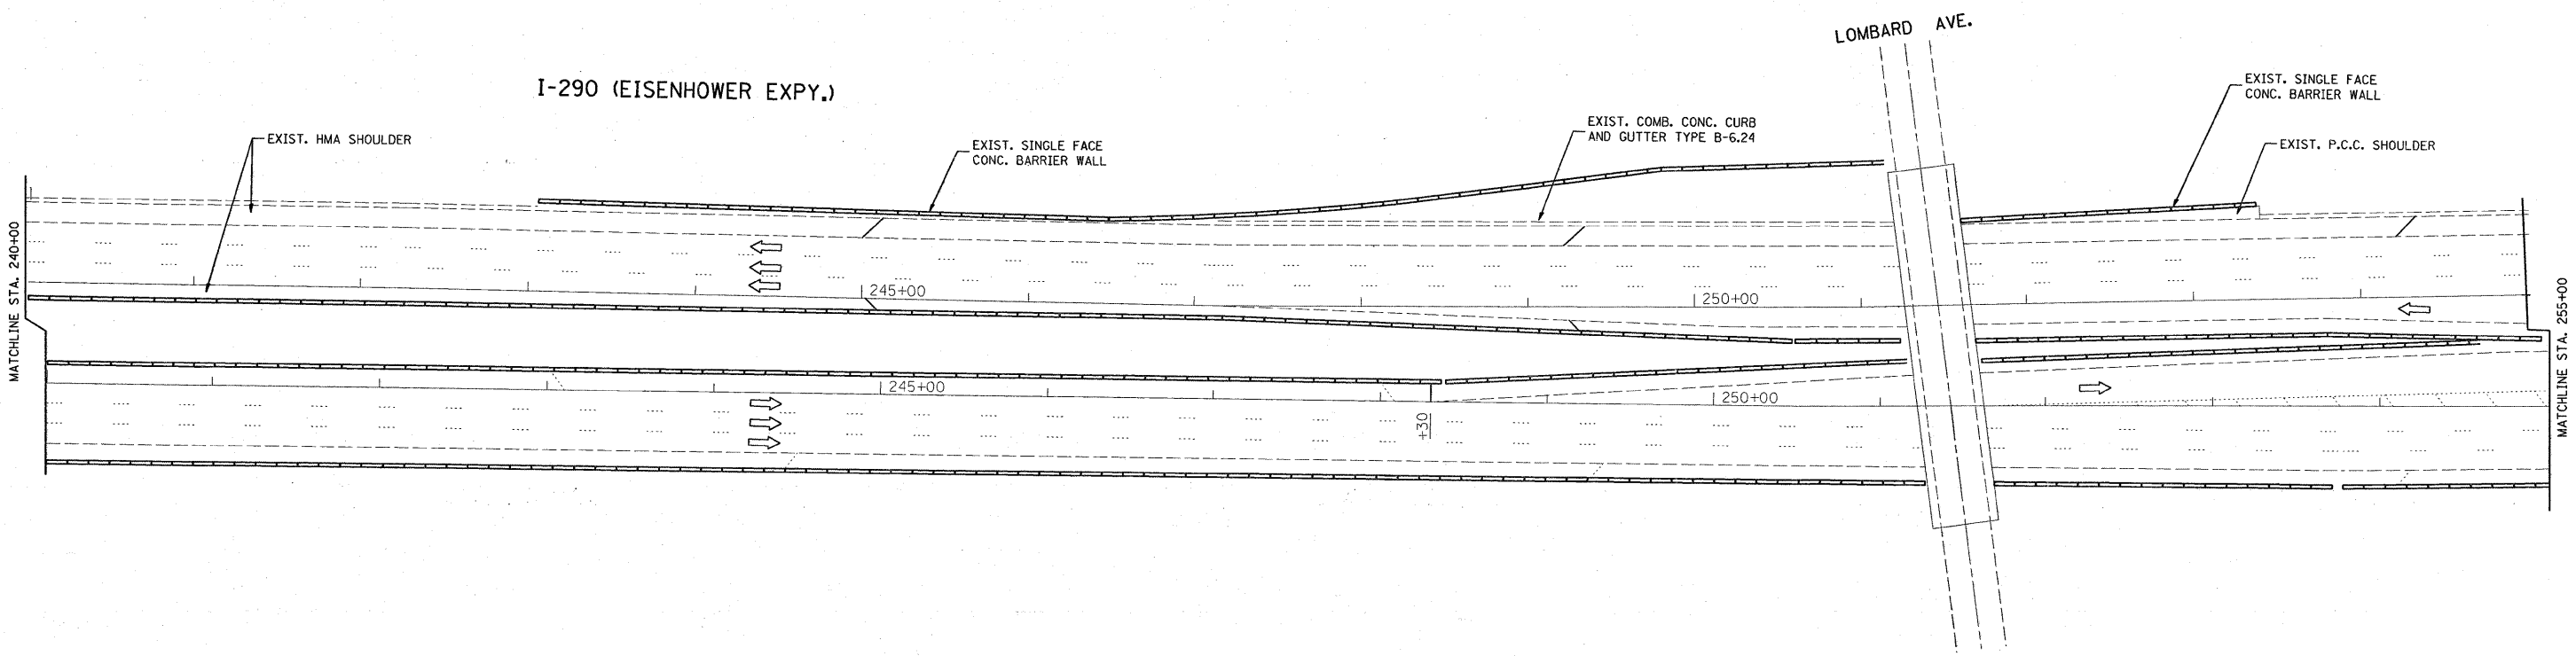 LOMBARD AVE.
I-290 (EISENHOWER EXPY.)
EXIST. SINGLE FACE
CONC. BARRIER WALL
EXIST. COMB. CONC. CURB
AND GUTTER TYPE B-6.24
EXIST. HMA SHOULDER
EXIST. SINGLE FACE
CONC. BARRIER WALL
EXIST. P.C.C. SHOULDER
MATCHLINE STA. 240+00
245+00
250+00
MATCHLINE STA. 255+00
245+00
250+00
+30